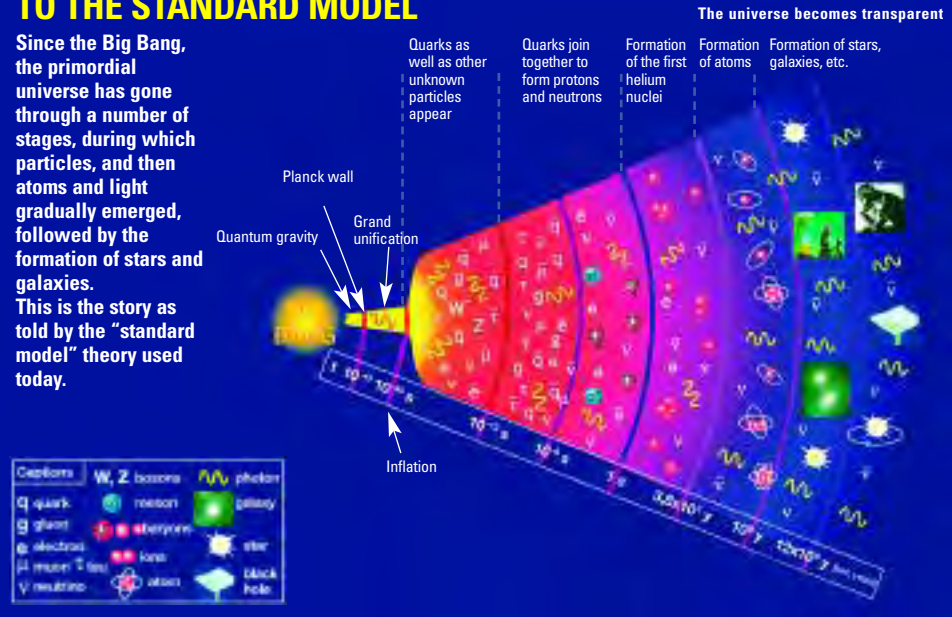 TO THE STANDARD MODEL
The universe becomes transparent
Since the Big Bang,
the primordial
universe has gone
through a number of
stages, during which
particles, and then
atoms and light
gradually emerged,
followed by the
formation of stars and
galaxies.
This is the story as
told by the “standard
model” theory used
today.
Quarks as
well as other
unknown
particles
appear
Quarks join
together to
form protons
and neutrons
Formation
of the first
helium
nuclei
Formation
of atoms
Formation of stars,
galaxies, etc.
Planck wall
Quantum gravity
Grand
unification
Inflation
Captions
W, Z bosons
photon
q quark
meson
galaxy
g gluon
baryons
e electron
ions
star
μ muon τ tau
ν neutrino
atom
black
hole